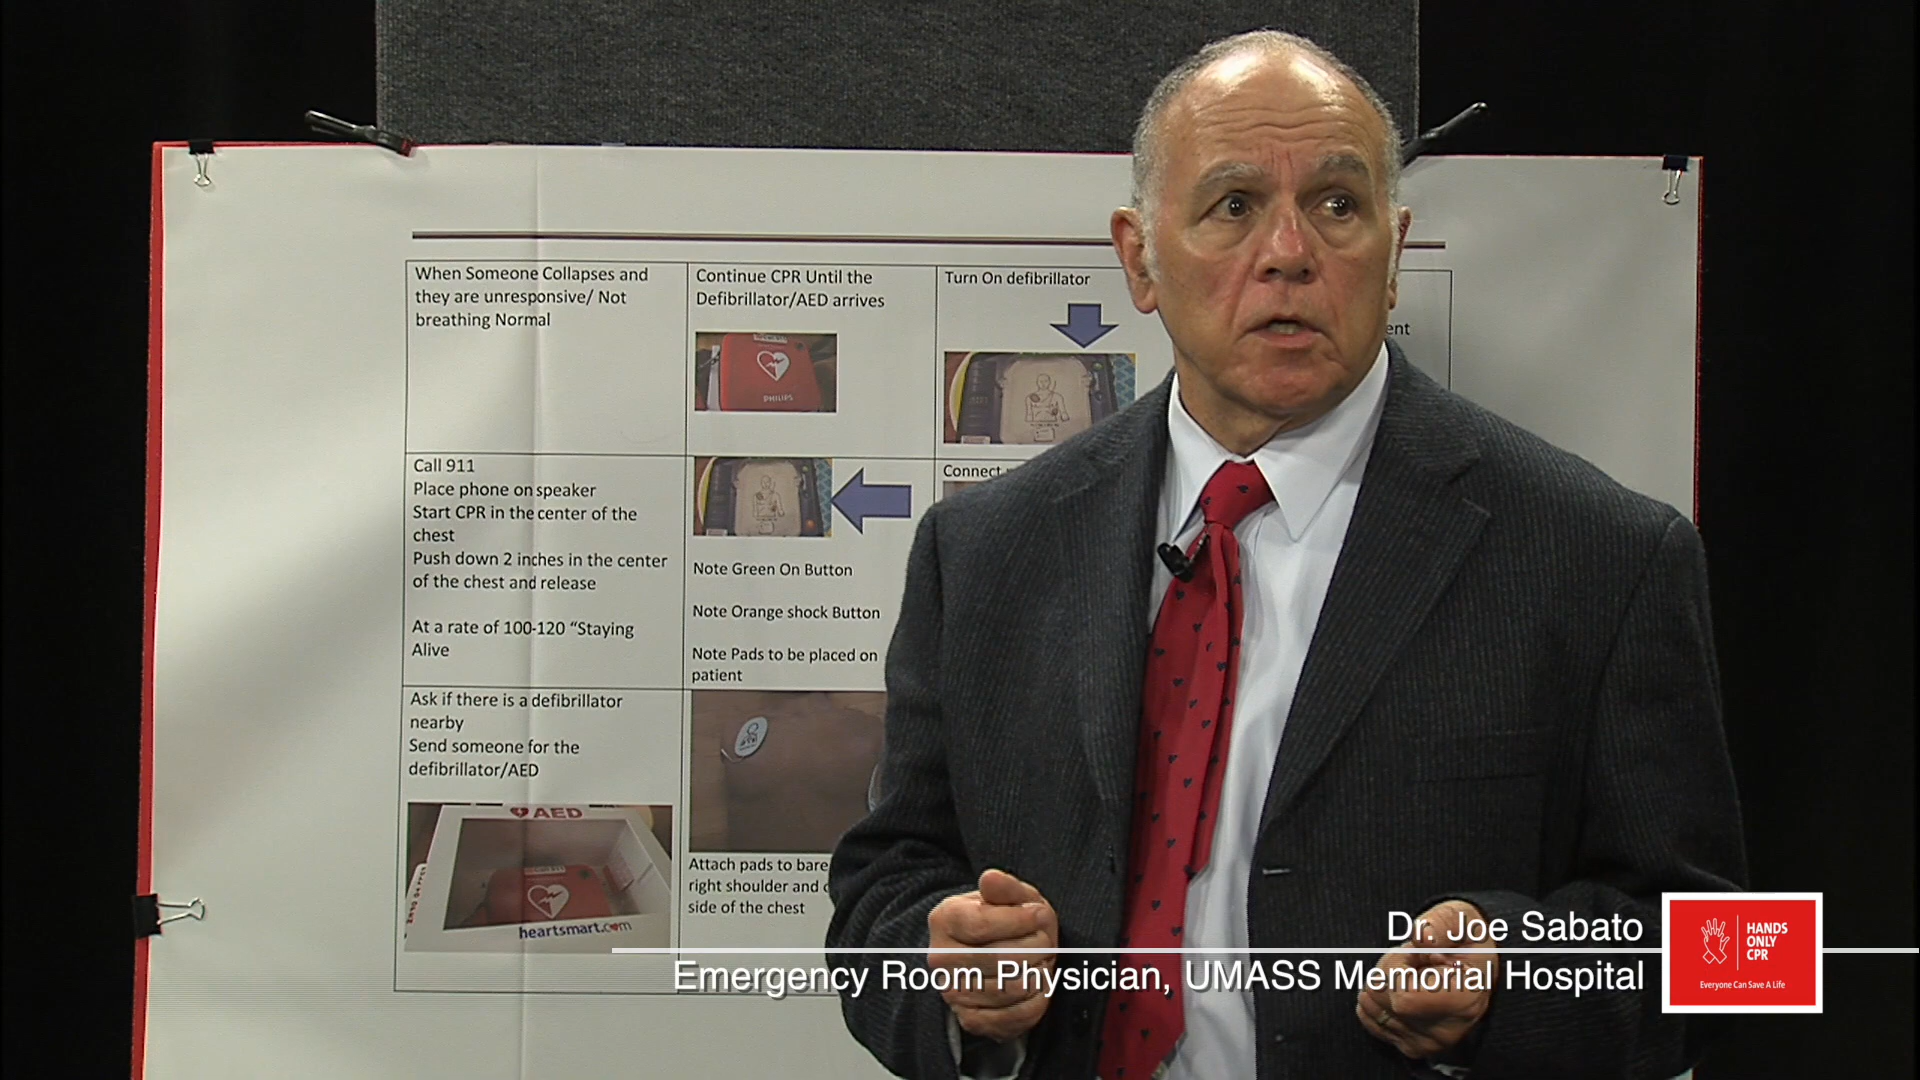 When Someone Collapses and
they are unresponsive/ Not
breathing Normal
Continue CPR Until the
Defibrillator/AED arrives
PHILIPS
Turn On defibrillator
ent
Call 911
Place phone on speaker
Start CPR in the center of the
chest
Push down 2 inches in the center
of the chest and release
At a rate of 100-120 “Staying
Alive
Note Green On Button
Note Orange shock Button
Note Pads to be placed on
patient
Connect
Ask if there is a defibrillator
nearby
Send someone for the
defibrillator/AED
AED
heartsmart.com
Attach pads to bare
right shoulder and
side of the chest
Dr. Joe Sabato
Emergency Room Physician, UMASS Memorial Hospital
HANDS
ONLY
CPR
Everyone Can Save A Life